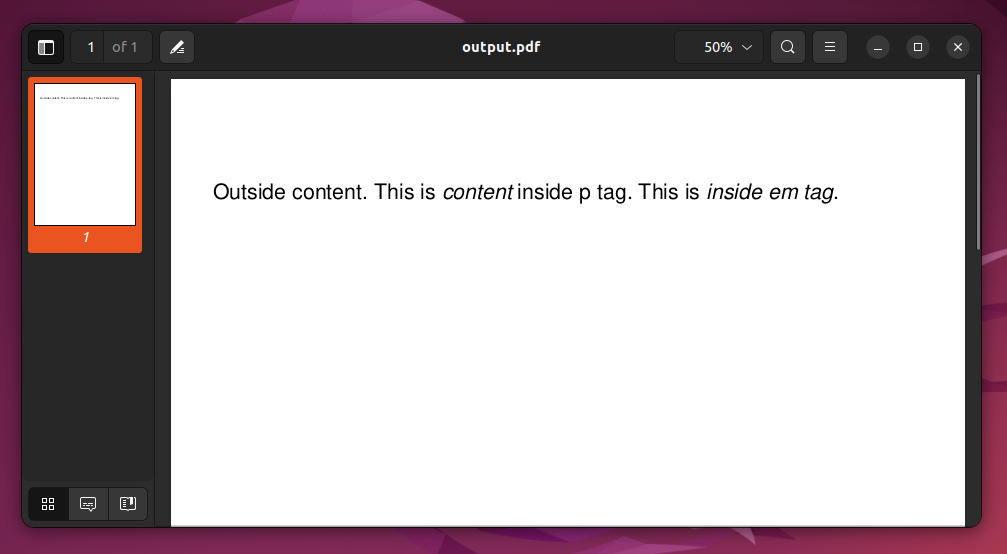 1 of 1
output.pdf
50%
Outside content. This is content inside p tag. This is inside em tag.
1